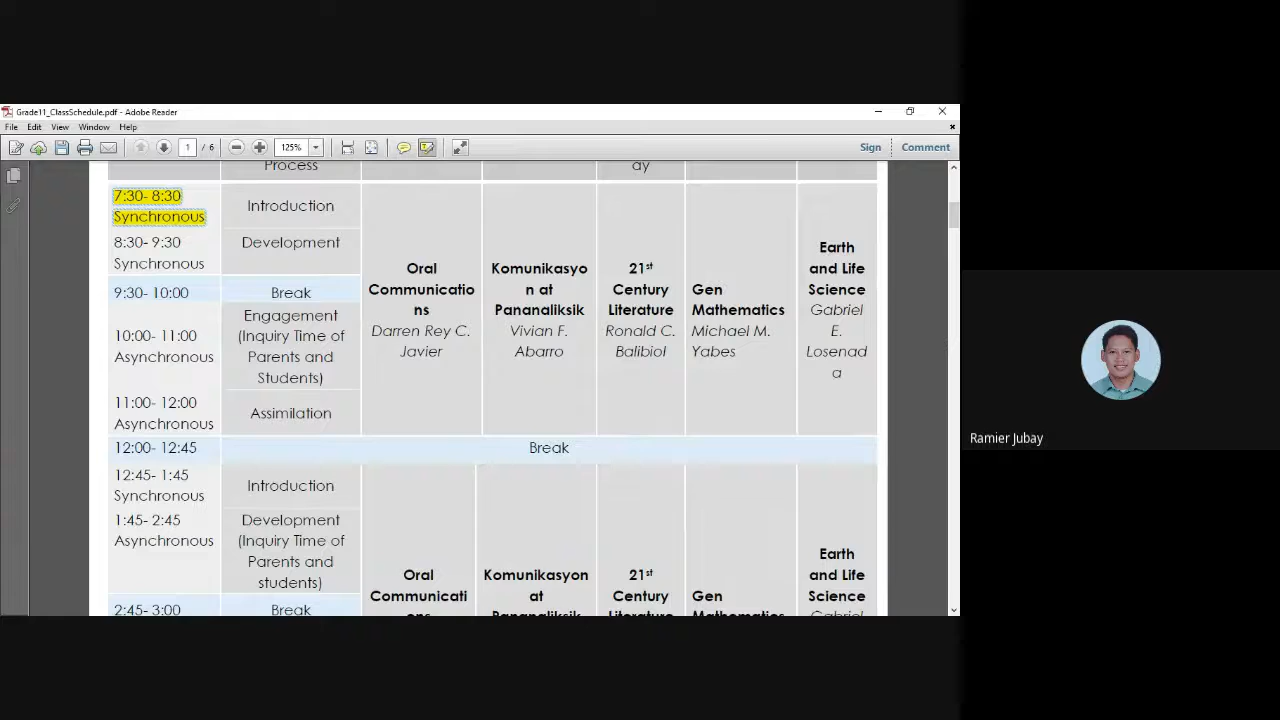 Grade11_ClassSchedule.pdf - Adobe Reader
File Edit View Window Help
1 / 6 125% Sign Comment
Process ay
7:30- 8:30
Synchronous
Introduction
8:30- 9:30
Synchronous
Development
9:30- 10:00
Break
10:00- 11:00
Asynchronous
Engagement
(Inquiry Time of
Parents and
Students)
11:00- 12:00
Asynchronous
Assimilation
Oral
Communicatio
ns
Darren Rey C.
Javier
Komunikasyo
n at
Pananaliksik
Vivian F.
Abarro
21st
Century
Literature
Ronald C.
Balibiol
Gen
Mathematics
Michael M.
Yabes
Earth
and Life
Science
Gabriel
E.
Losenad
a
12:00- 12:45 Break
12:45- 1:45
Synchronous
Introduction
1:45- 2:45
Asynchronous
Development
(Inquiry Time of
Parents and
students)
2:45- 3:00
Break
Oral
Communicati
ons
Komunikasyon
at
Pananaliksik
21st
Century
Literature
Gen
Mathematics
Earth
and Life
Science
Gabriel
Ramier Jubay